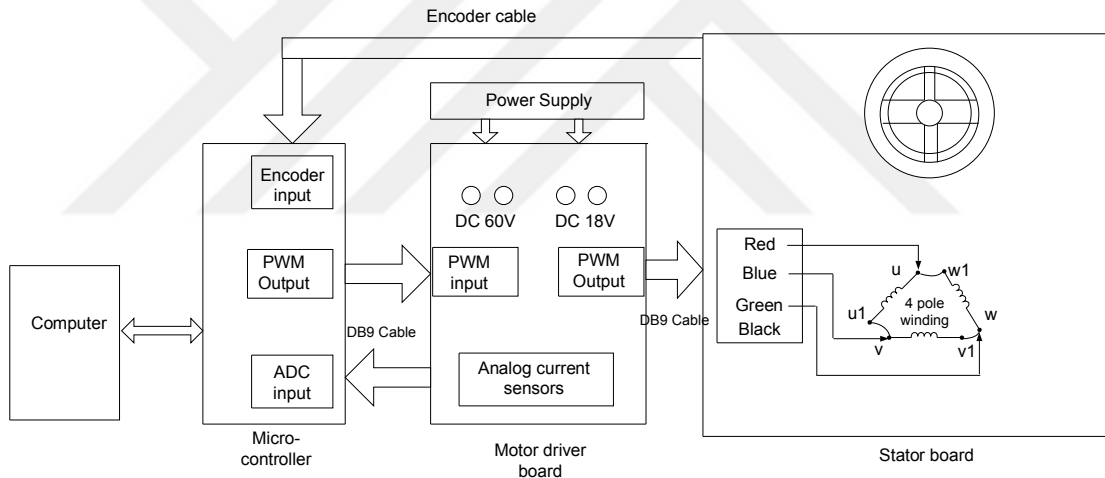 Encoder cable
Power Supply
Encoder
input
DC 60V
DC 18V
PWM
Output
PWM
input
PWM
Output
Computer
DB9 Cable
DB9 Cable
ADC
input
Analog current
sensors
Micro-
controller
Motor driver
board
Red
Blue
Green
Black
u
w1
u1
4 pole
winding
w
v
v1
Stator board